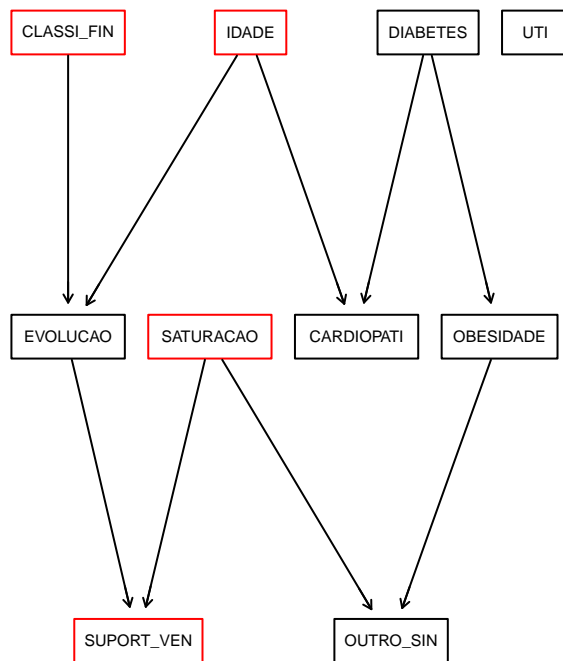 CLASSI_FIN
IDADE
DIABETES
UTI
EVOLUCAO
SATURACAO
CARDIOPATI
OBESIDADE
SUPORT_VEN
OUTRO_SIN